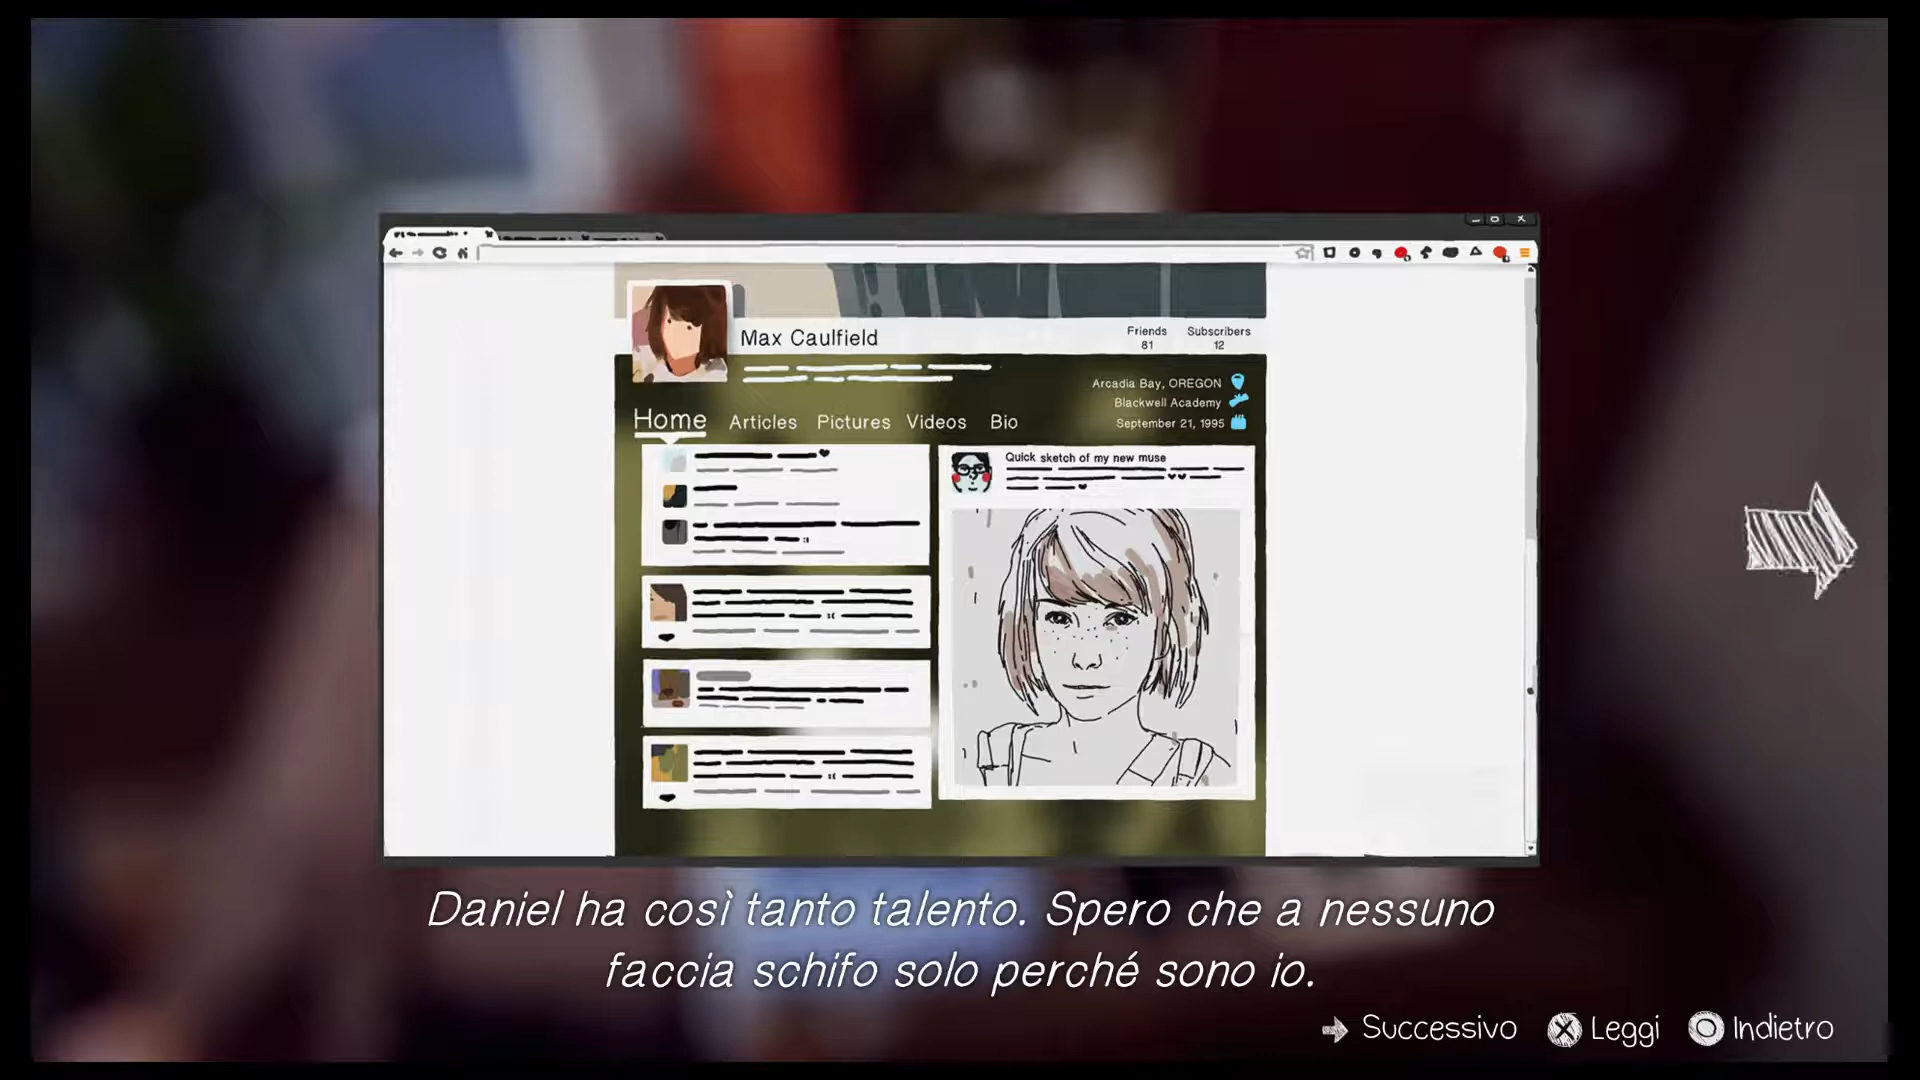 Max Caulfield
Friends
81
Subscribers
12
Arcadia Bay, OREGON
Blackwell Academy
September 21, 1995
Home Articles Pictures Videos Bio
Quick sketch of my new muse
Daniel ha così tanto talento. Spero che a nessuno
faccia schifo solo perché sono io.
Successivo Leggi Indietro